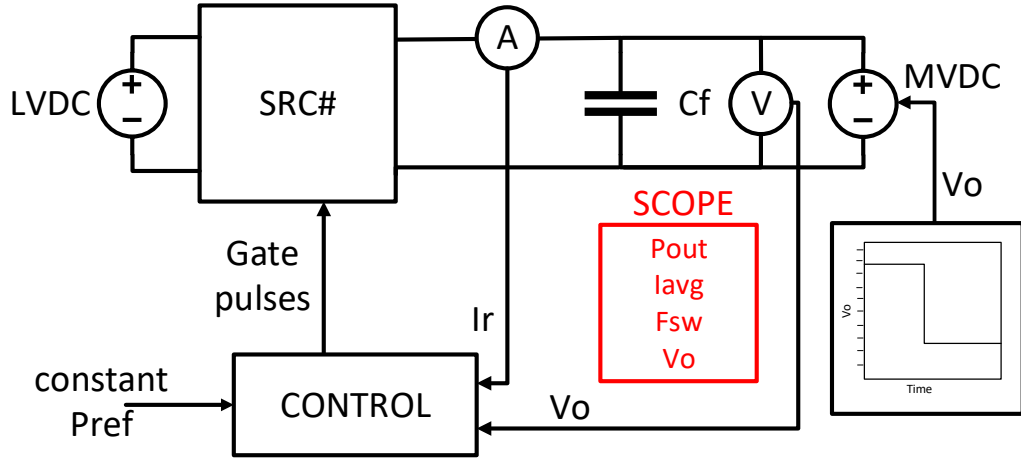 LVDC
+
−
SRC#
A
Cf
V
+
−
MVDC
Vo
SCOPE
Pout
Iavg
Fsw
Vo
Gate
pulses
Ir
Vo
Time
constant
Pref
CONTROL
Vo